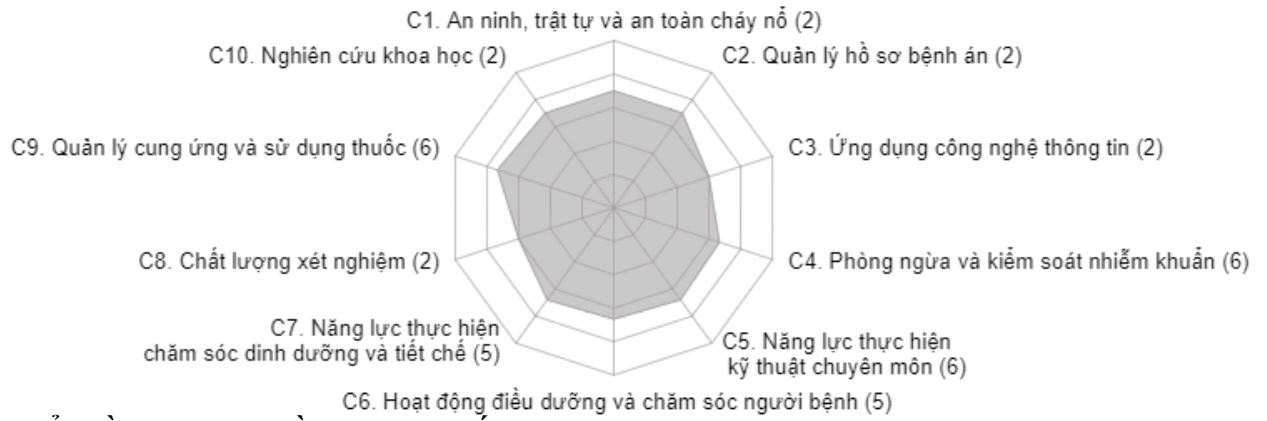 C1. An ninh, trật tự và an toàn cháy nổ (2)
C10. Nghiên cứu khoa học (2)
C2. Quản lý hồ sơ bệnh án (2)
C9. Quản lý cung ứng và sử dụng thuốc (6)
C3. Ứng dụng công nghệ thông tin (2)
C8. Chất lượng xét nghiệm (2)
C4. Phòng ngừa và kiểm soát nhiễm khuẩn (6)
C7. Năng lực thực hiện
chăm sóc dinh dưỡng và tiết chế (5)
C5. Năng lực thực hiện
kỹ thuật chuyên môn (6)
C6. Hoạt động điều dưỡng và chăm sóc người bệnh (5)